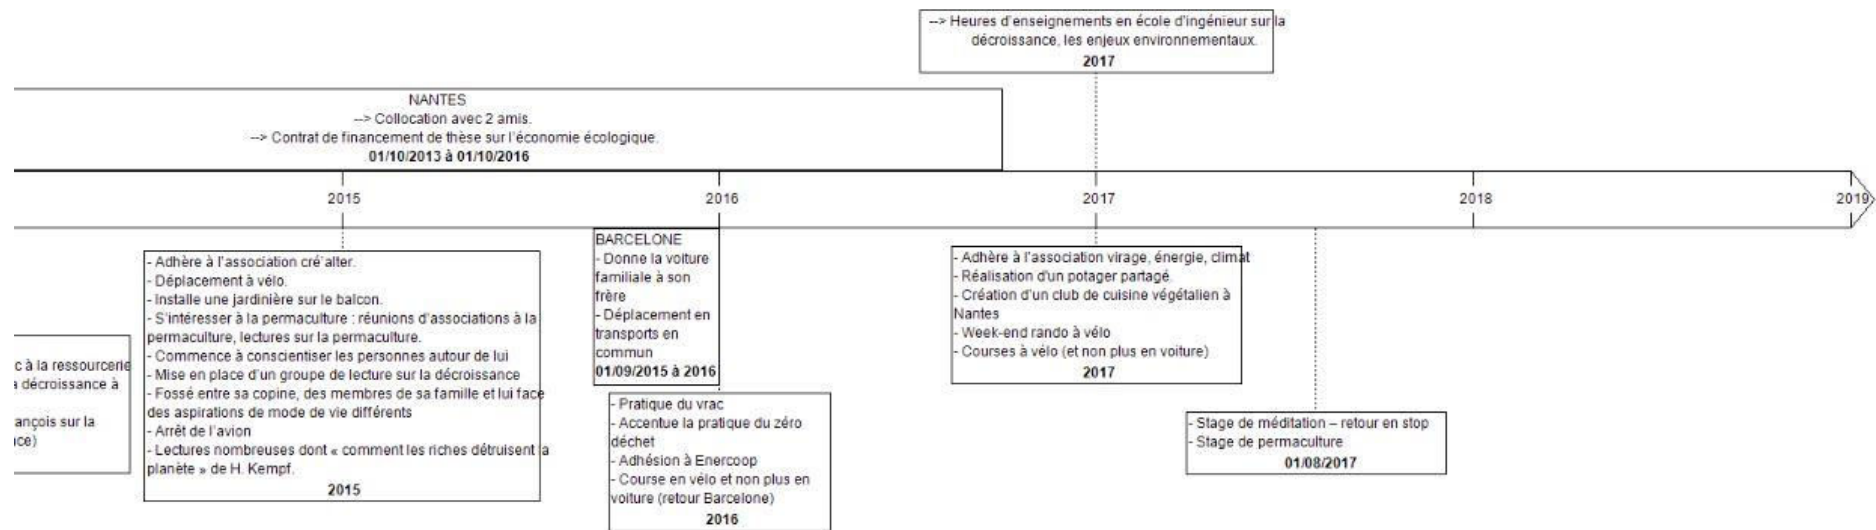 --> Heures d'enseignements en école d'ingénieur sur la
décroissance, les enjeux environnementaux.
2017
NANTES
--> Collocation avec 2 amis.
--> Contrat de financement de thèse sur l'économie écologique.
01/10/2013 à 01/10/2016
2015
2016
2017
2018
2019
c à la ressourcerie
a décroissance à
ançois sur la
ice)
- Adhère à l'association cré'alter.
- Déplacement à vélo.
- Installe une jardinière sur le balcon.
- S'intéresser à la permaculture : réunions d'associations à la
permaculture, lectures sur la permaculture.
- Commence à conscientiser les personnes autour de lui
- Mise en place d'un groupe de lecture sur la décroissance
- Fossé entre sa copine, des membres de sa famille et lui face
des aspirations de mode de vie différents
- Arrêt de l'avion
- Lectures nombreuses dont « comment les riches détruisent la
planète » de H. Kempf.
2015
BARCELONE
- Donne la voiture
familiale à son
frère
- Déplacement en
transports en
commun
01/09/2015 à 2016
- Pratique du vrac
- Accentue la pratique du zéro
déchet
- Adhésion à Enercoop
- Course en vélo et non plus en
voiture (retour Barcelone)
2016
- Adhère à l'association virage, énergie, climat
- Réalisation d'un potager partagé.
- Création d'un club de cuisine végétalien à
Nantes
- Week-end rando à vélo
- Courses à vélo (et non plus en voiture)
2017
- Stage de méditation – retour en stop
- Stage de permaculture
01/08/2017